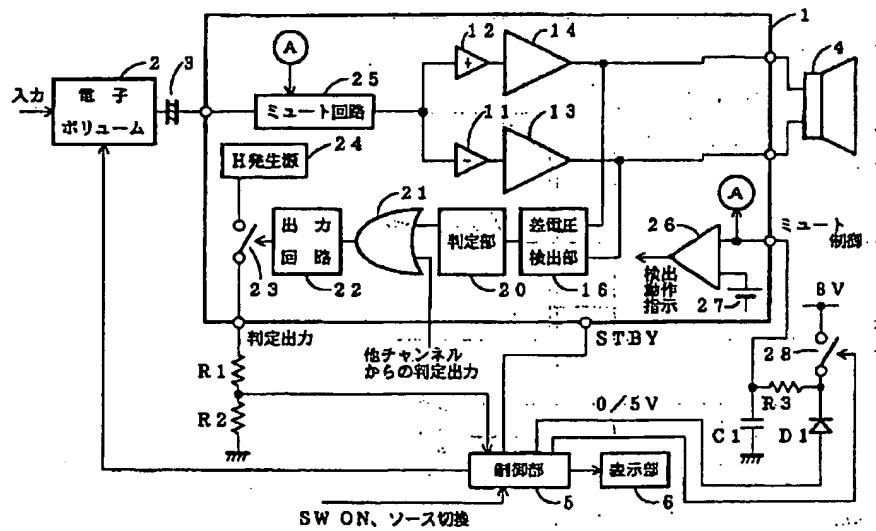 1
2
3
4
12
14
A
25
入力
電子
ボリューム
ミュート回路
11
13
H発生源
24
A
21
26
ミュート
制御
出力
回路
判定部
差電圧
検出部
検出
動作
指示
23
22
20
16
27
8V
判定出力
他チャンネル
からの判定出力
STBY
28
R1
R2
0/5V
R3
C1
D1
制御部
表示部
5
6
SW ON、ソース切換